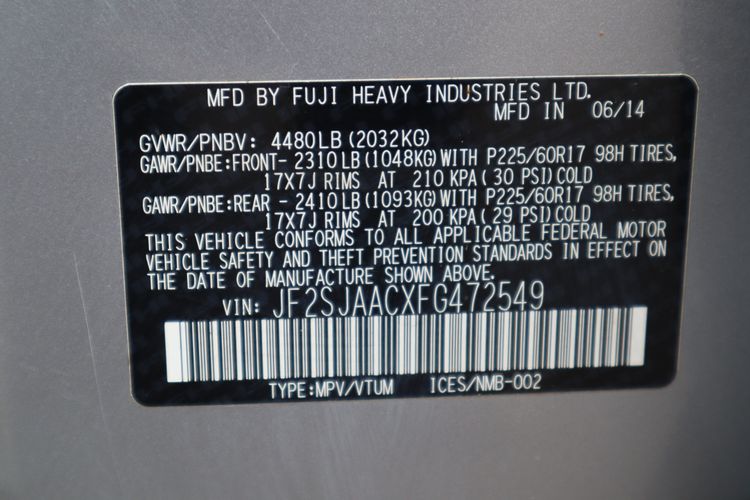 MFD BY FUJI HEAVY INDUSTRIES LTD.
MFD IN 06/14
GVWR/PNBV: 4480LB(2032KG)
GAWR/PNBE:FRONT- 2310LB(1048KG)WITH P225/60R17 98H TIRES,
17X7J RIMS AT 210 KPA( 30 PSI)COLD
GAWR/PNBE:REAR - 2410LB(1093KG)WITH P225/60R17 98H TIRES,
17X7J RIMS AT 200 KPA( 29 PSI)COLD
THIS VEHICLE CONFORMS TO ALL APPLICABLE FEDERAL MOTOR
VEHICLE SAFETY AND THEFT PREVENTION STANDARDS IN EFFECT ON
THE DATE OF MANUFACTURE SHOWN ABOVE.
VIN: JF2SJAACXFG472549
TYPE:MPV/VTUM ICES/NMB-002